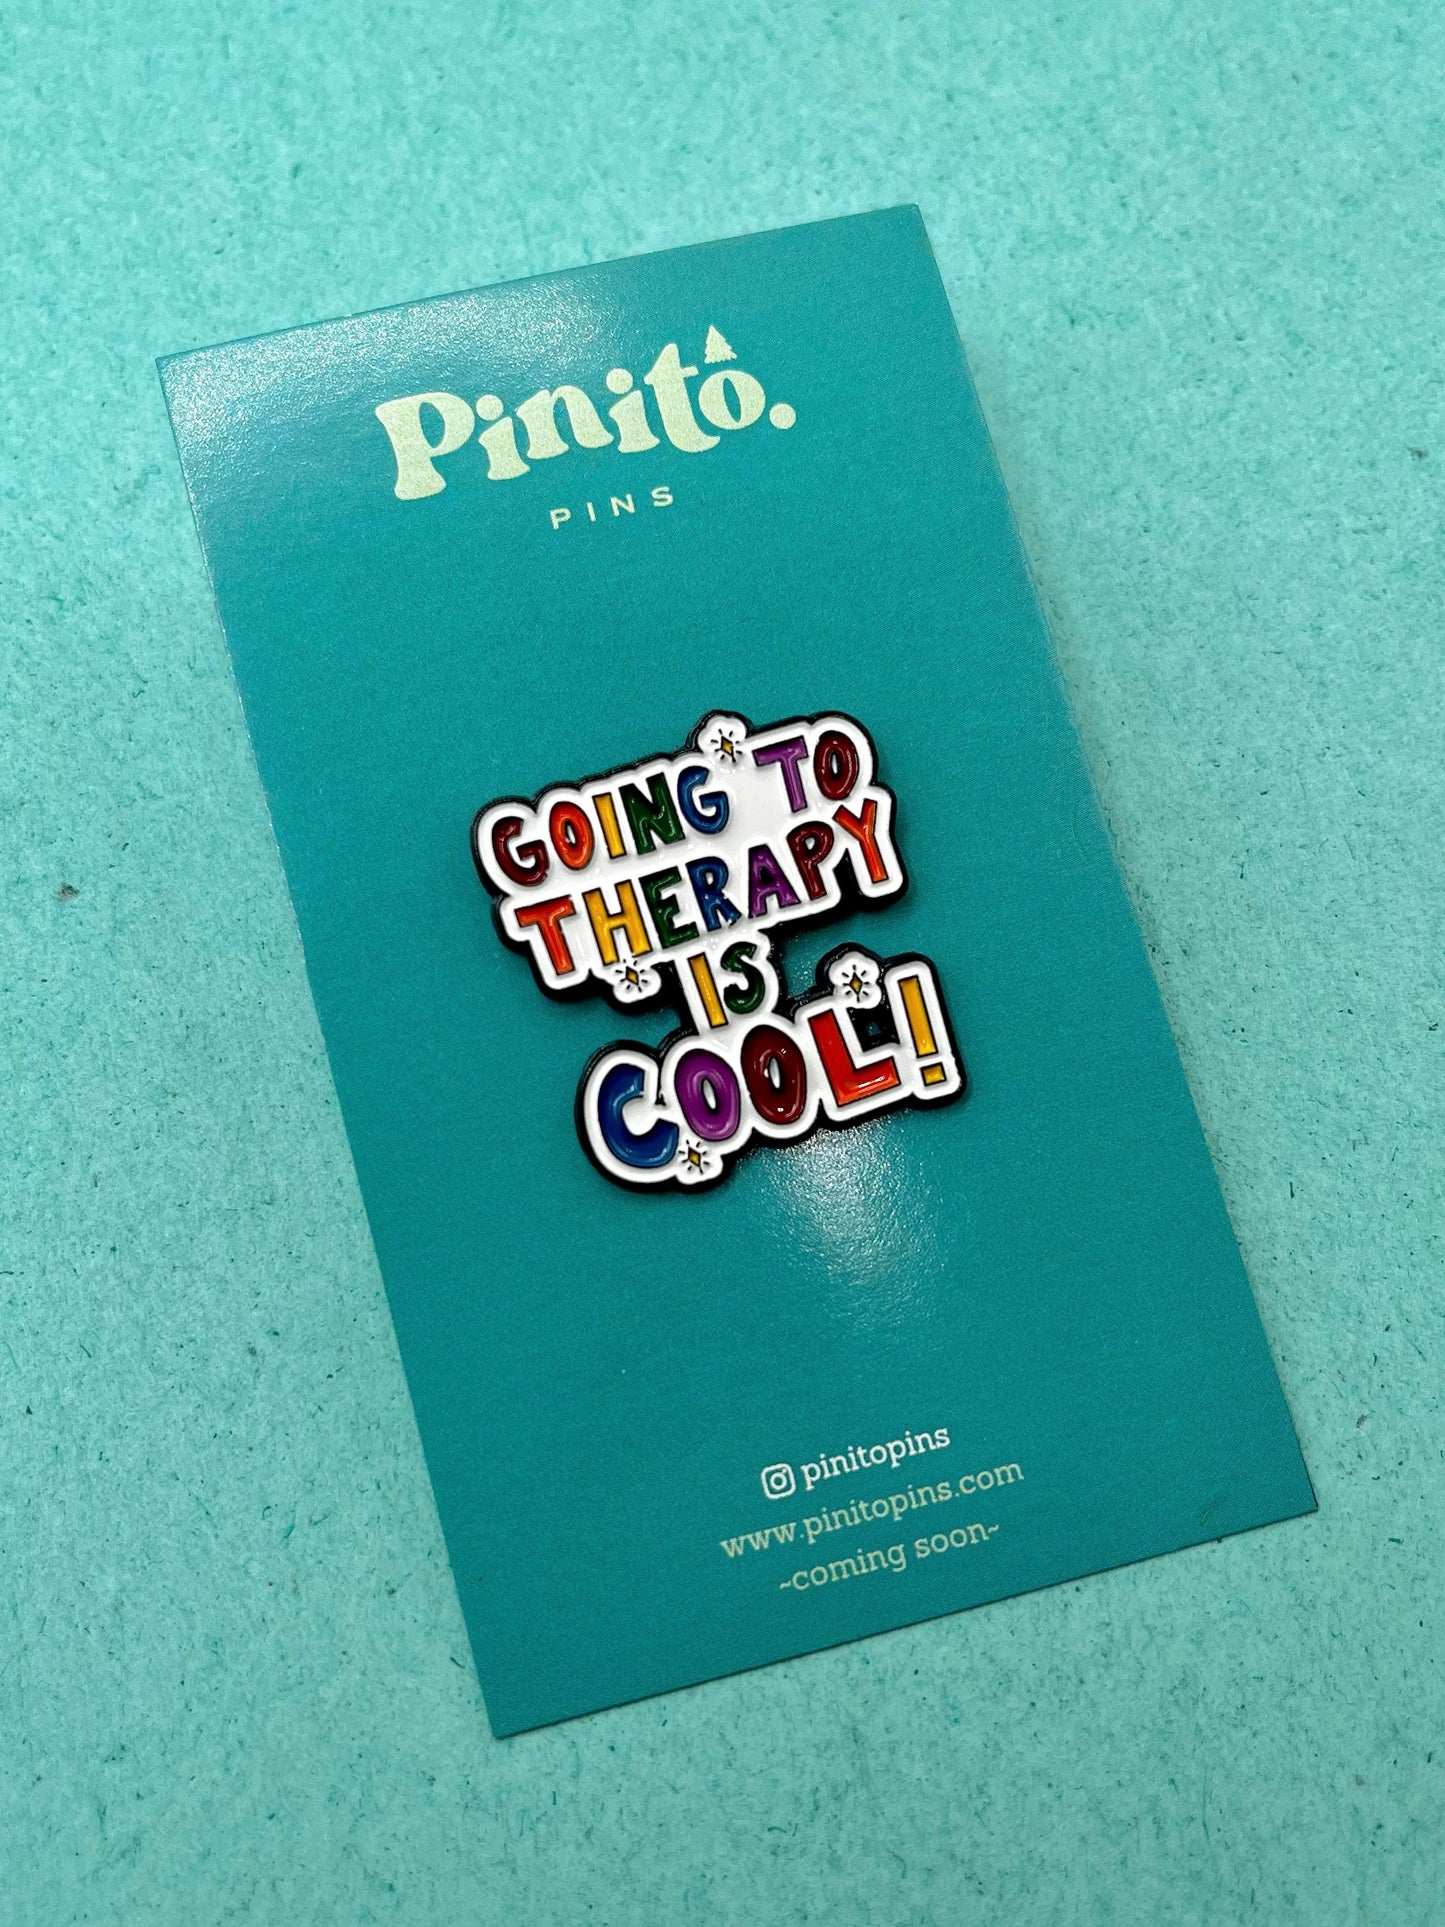 Pinito.
PINS
GOING TO
THERAPY
IS
COOL!
pinitopins
www.pinitopins.com
~coming soon~